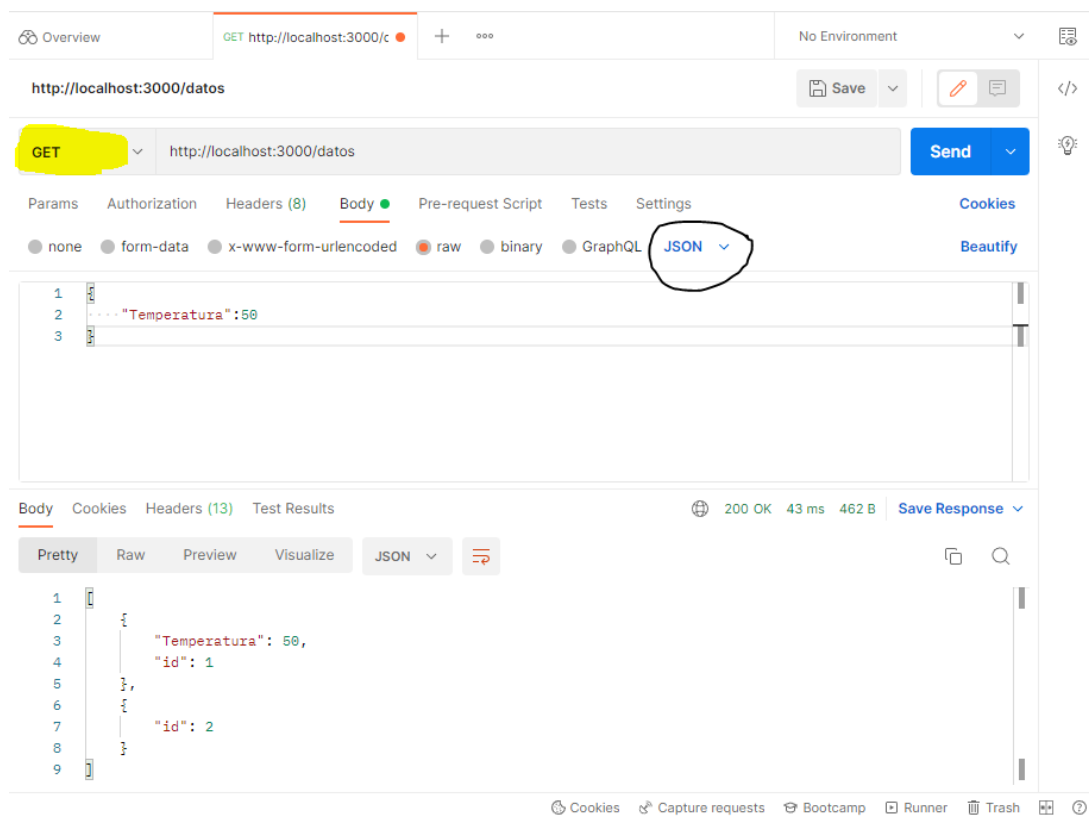 Overview GET http://localhost:3000/c No Environment
http://localhost:3000/datos Save
GET http://localhost:3000/datos Send
Params Authorization Headers (8) Body Pre-request Script Tests Settings Cookies
none form-data x-www-form-urlencoded raw binary GraphQL JSON Beautify
1 {
2 ····"Temperatura":50
3 }
Body Cookies Headers (13) Test Results 200 OK 43 ms 462 B Save Response
Pretty Raw Preview Visualize JSON
1 [
2 {
3 "Temperatura": 50,
4 "id": 1
5 },
6 {
7 "id": 2
8 }
9 ]
Cookies Capture requests Bootcamp Runner Trash